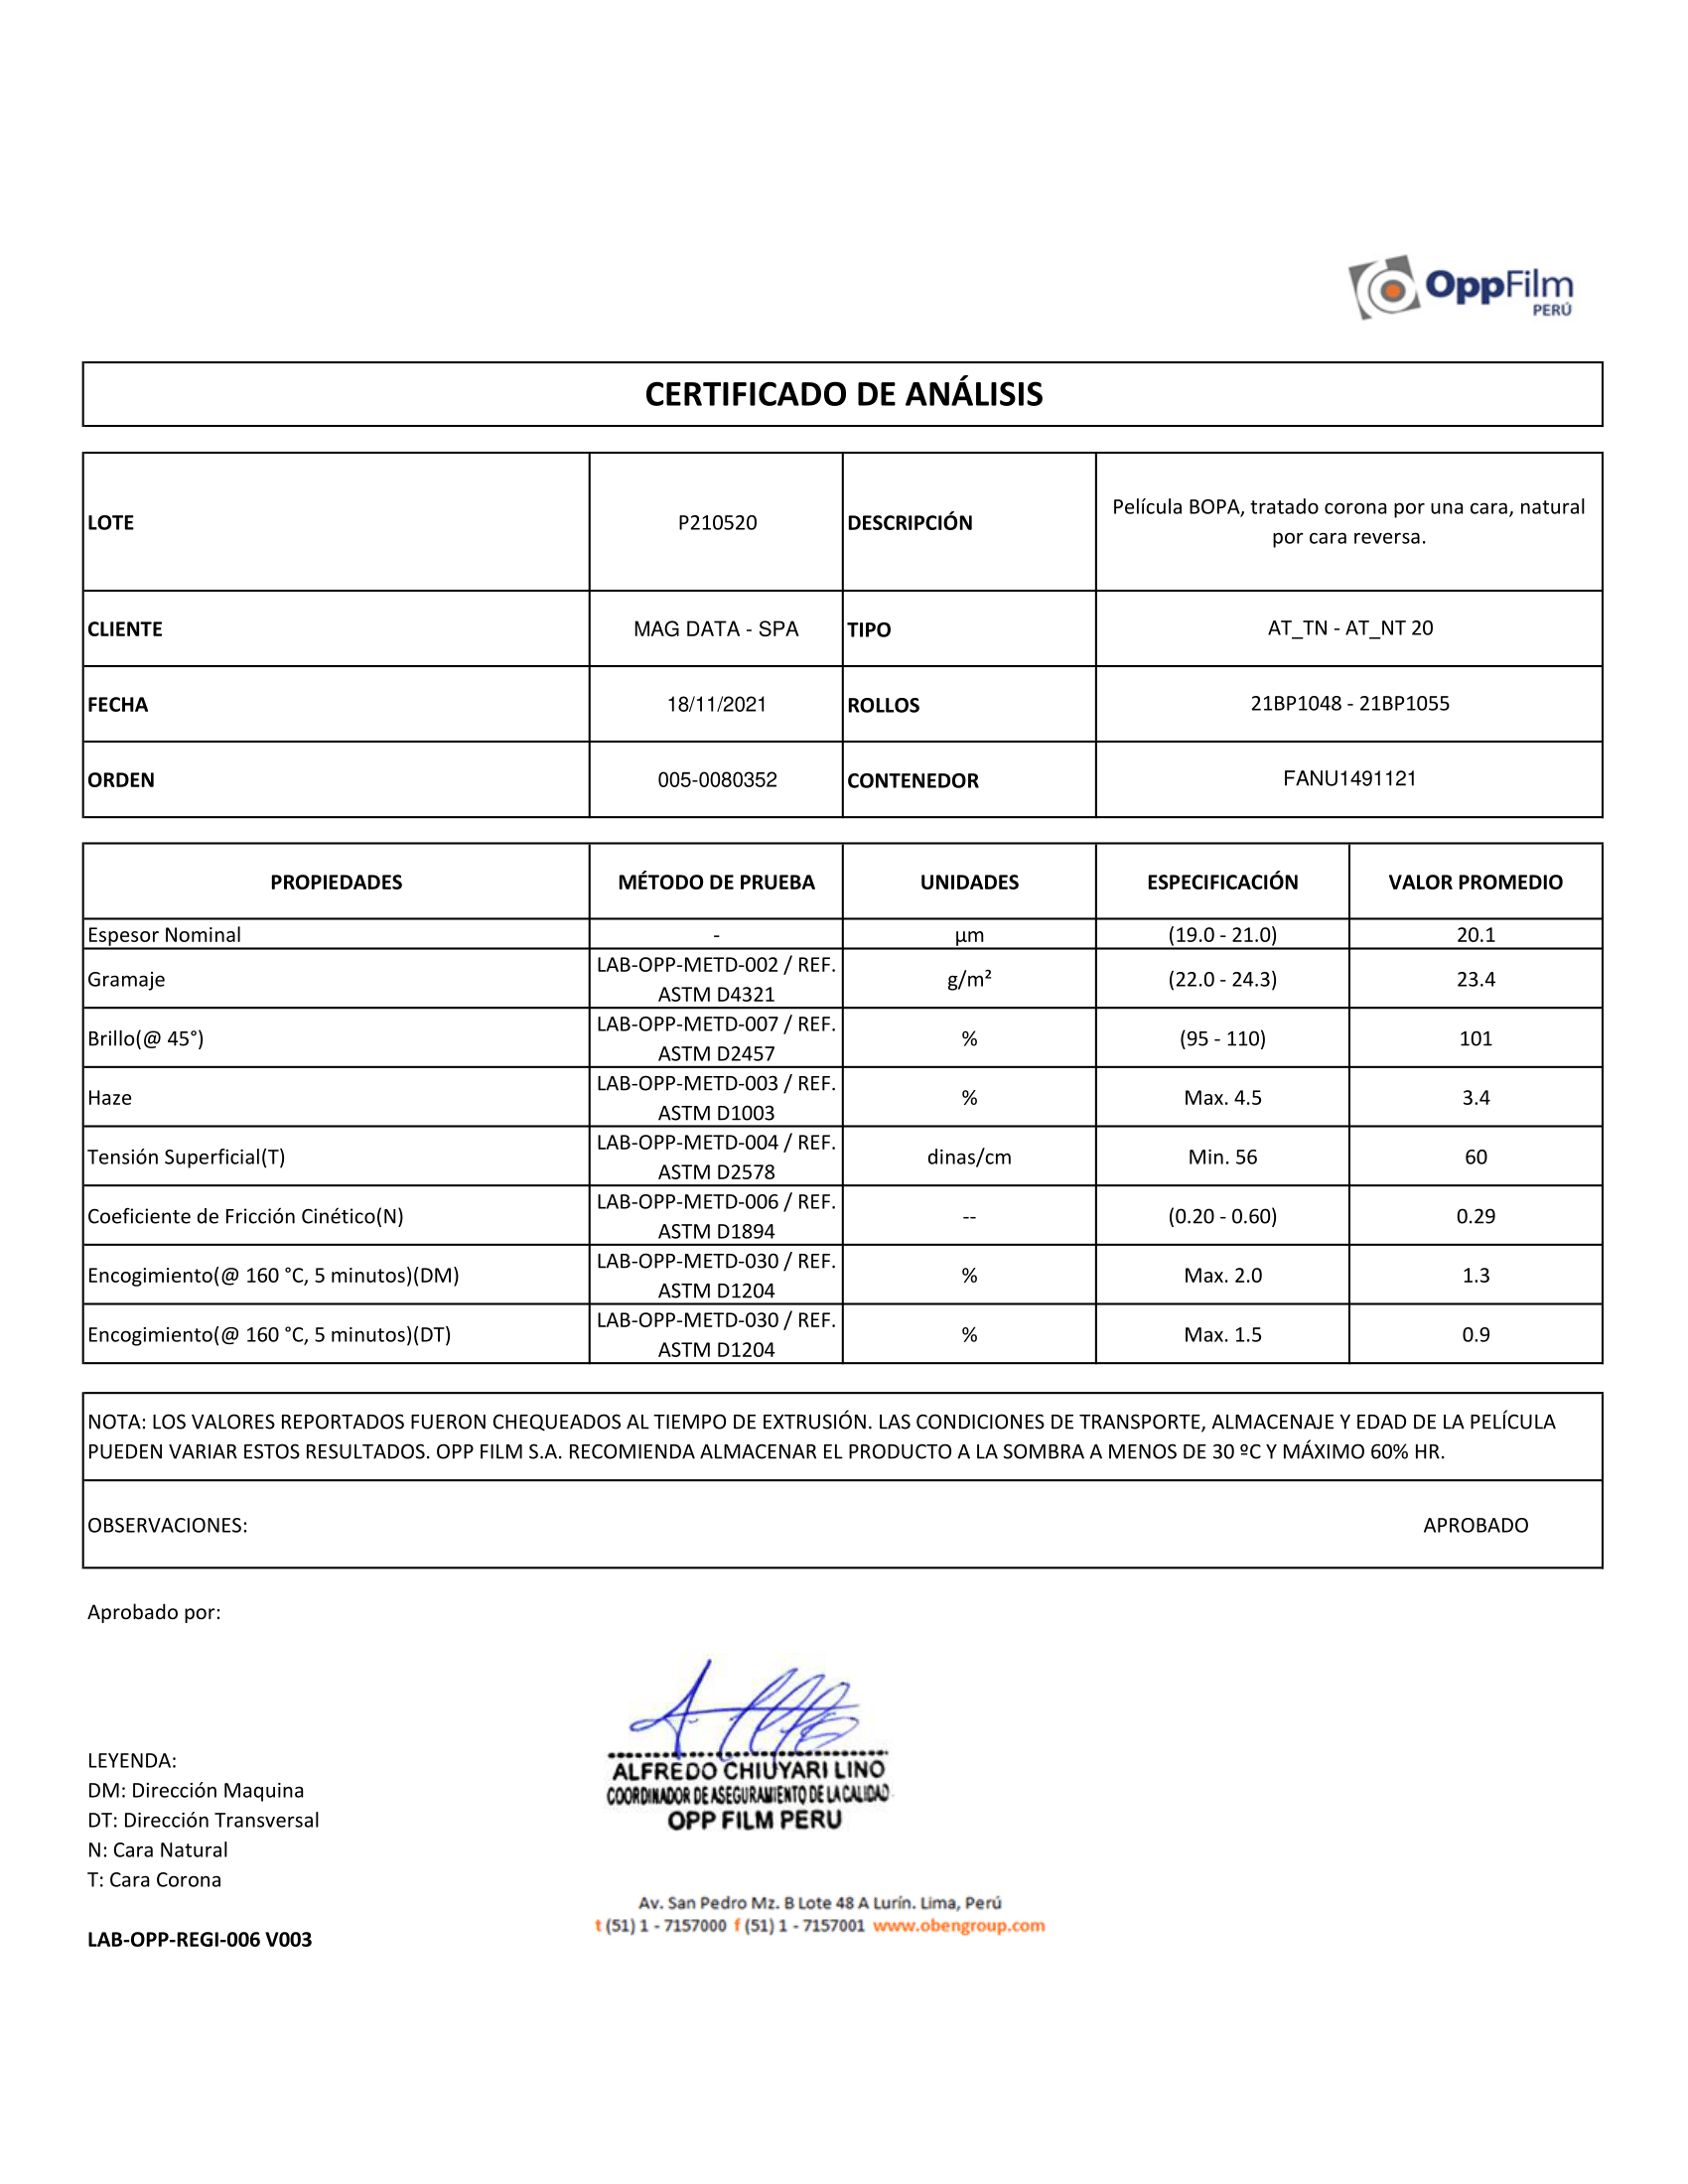 OppFilm
PERÚ
CERTIFICADO DE ANÁLISIS
LOTE P210520 DESCRIPCIÓN Película BOPA, tratado corona por una cara, natural
por cara reversa.
CLIENTE MAG DATA - SPA TIPO AT_TN - AT_NT 20
FECHA 18/11/2021 ROLLOS 21BP1048 - 21BP1055
ORDEN 005-0080352 CONTENEDOR FANU1491121
PROPIEDADES MÉTODO DE PRUEBA UNIDADES ESPECIFICACIÓN VALOR PROMEDIO
Espesor Nominal - µm (19.0 - 21.0) 20.1
Gramaje LAB-OPP-METD-002 / REF.
ASTM D4321 g/m² (22.0 - 24.3) 23.4
Brillo(@ 45°) LAB-OPP-METD-007 / REF.
ASTM D2457 % (95 - 110) 101
Haze LAB-OPP-METD-003 / REF.
ASTM D1003 % Max. 4.5 3.4
Tensión Superficial(T) LAB-OPP-METD-004 / REF.
ASTM D2578 dinas/cm Min. 56 60
Coeficiente de Fricción Cinético(N) LAB-OPP-METD-006 / REF.
ASTM D1894 -- (0.20 - 0.60) 0.29
Encogimiento(@ 160 °C, 5 minutos)(DM) LAB-OPP-METD-030 / REF.
ASTM D1204 % Max. 2.0 1.3
Encogimiento(@ 160 °C, 5 minutos)(DT) LAB-OPP-METD-030 / REF.
ASTM D1204 % Max. 1.5 0.9
NOTA: LOS VALORES REPORTADOS FUERON CHEQUEADOS AL TIEMPO DE EXTRUSIÓN. LAS CONDICIONES DE TRANSPORTE, ALMACENAJE Y EDAD DE LA PELÍCULA
PUEDEN VARIAR ESTOS RESULTADOS. OPP FILM S.A. RECOMIENDA ALMACENAR EL PRODUCTO A LA SOMBRA A MENOS DE 30 ºC Y MÁXIMO 60% HR.
OBSERVACIONES: APROBADO
Aprobado por:
ALFREDO CHIUYARI LINO
COORDINADOR DE ASEGURAMIENTO DE LA CALIDAD
OPP FILM PERU
LEYENDA:
DM: Dirección Maquina
DT: Dirección Transversal
N: Cara Natural
T: Cara Corona
Av. San Pedro Mz. B Lote 48 A Lurín. Lima, Perú
t (51) 1 - 7157000 f (51) 1 - 7157001 www.obengroup.com
LAB-OPP-REGI-006 V003